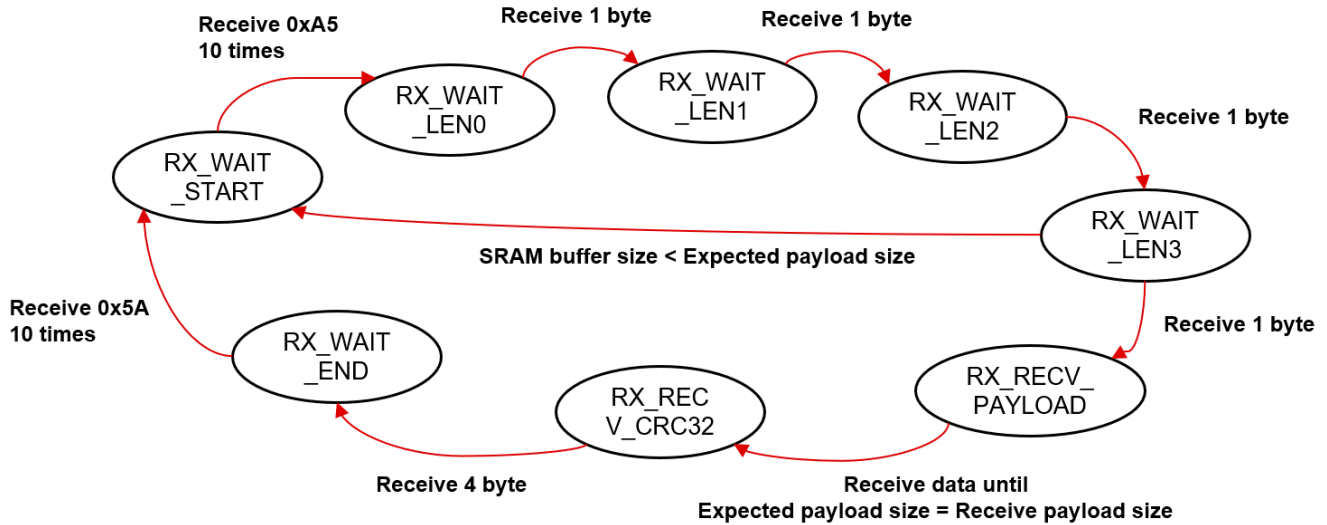 Receive 0xA5
10 times
Receive 1 byte
Receive 1 byte
RX_WAIT
_LEN0
RX_WAIT
_LEN1
RX_WAIT
_LEN2
Receive 1 byte
RX_WAIT
_START
RX_WAIT
_LEN3
SRAM buffer size < Expected payload size
Receive 0x5A
10 times
Receive 1 byte
RX_WAIT
_END
RX_REC
V_CRC32
RX_RECV_
PAYLOAD
Receive 4 byte
Receive data until
Expected payload size = Receive payload size